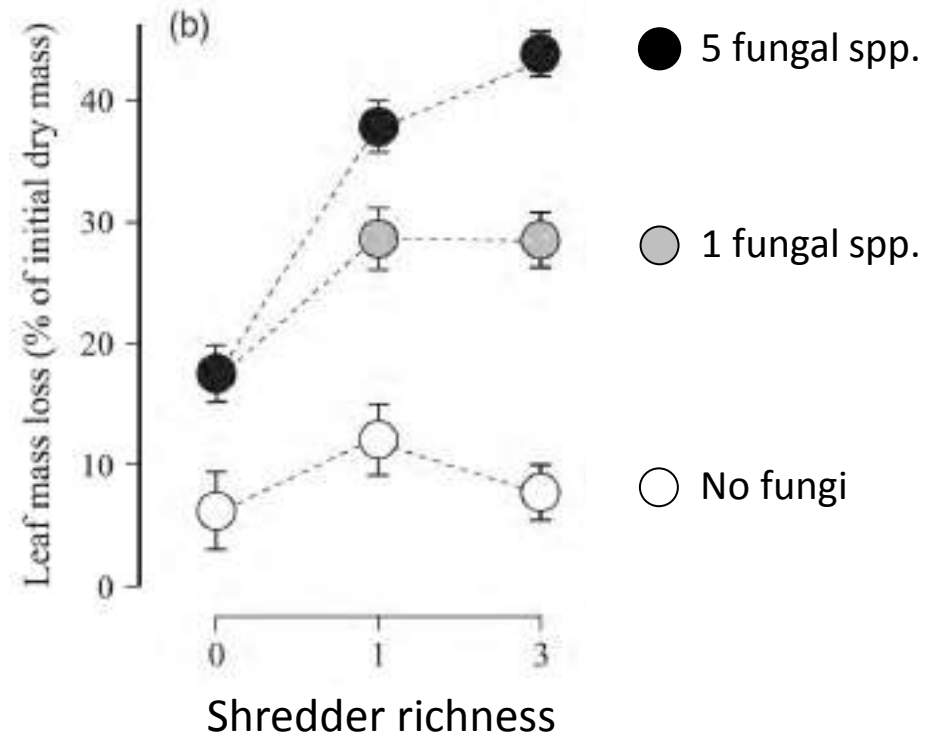 (b)
Leaf mass loss (% of initial dry mass)
40
30
20
10
0
0 1 3
Shredder richness
5 fungal spp.
1 fungal spp.
No fungi